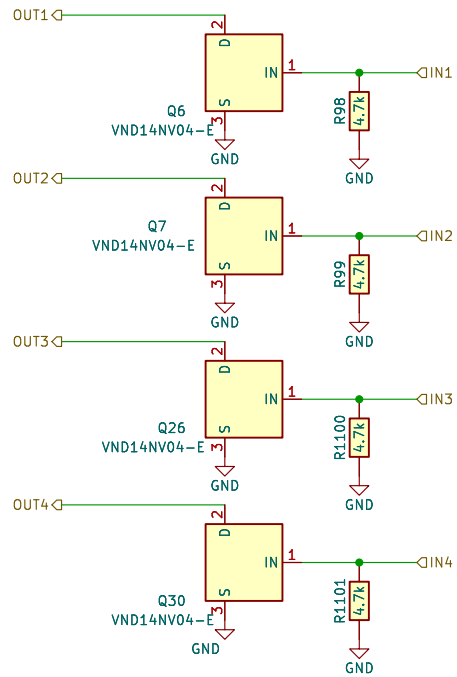 OUT1
2
D
IN
1
IN1
R98
4.7k
Q6
VND14NV04-E
S
3
GND
GND
OUT2
2
D
Q7
VND14NV04-E
IN
1
IN2
R99
4.7k
S
3
GND
GND
OUT3
2
D
IN
1
IN3
R1100
4.7k
Q26
VND14NV04-E
S
3
GND
GND
OUT4
2
D
IN
1
IN4
R1101
4.7k
Q30
VND14NV04-E
S
3
GND
GND